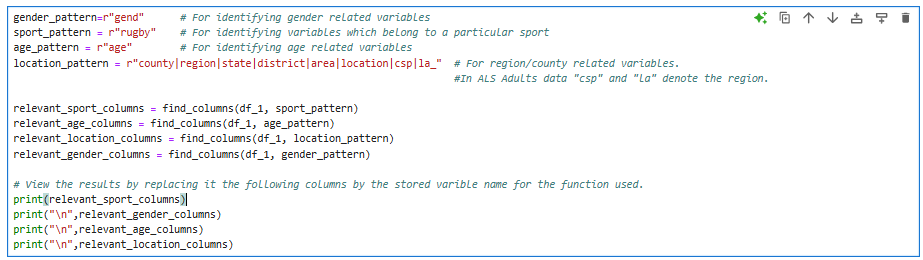 gender_pattern=r"gend"      # For identifying gender related variables
sport_pattern = r"rugby"    # For identifying variables which belong to a particular sport
age_pattern = r"age"        # For identifying age related variables
location_pattern = r"county|region|state|district|area|location|csp|la_"  # For region/county related variables.
#In ALS Adults data "csp" and "la" denote the region.
relevant_sport_columns = find_columns(df_1, sport_pattern)
relevant_age_columns = find_columns(df_1, age_pattern)
relevant_location_columns = find_columns(df_1, location_pattern)
relevant_gender_columns = find_columns(df_1, gender_pattern)
# View the results by replacing it the following columns by the stored varible name for the function used.
print(relevant_sport_columns)
print("\n",relevant_gender_columns)
print("\n",relevant_age_columns)
print("\n",relevant_location_columns)